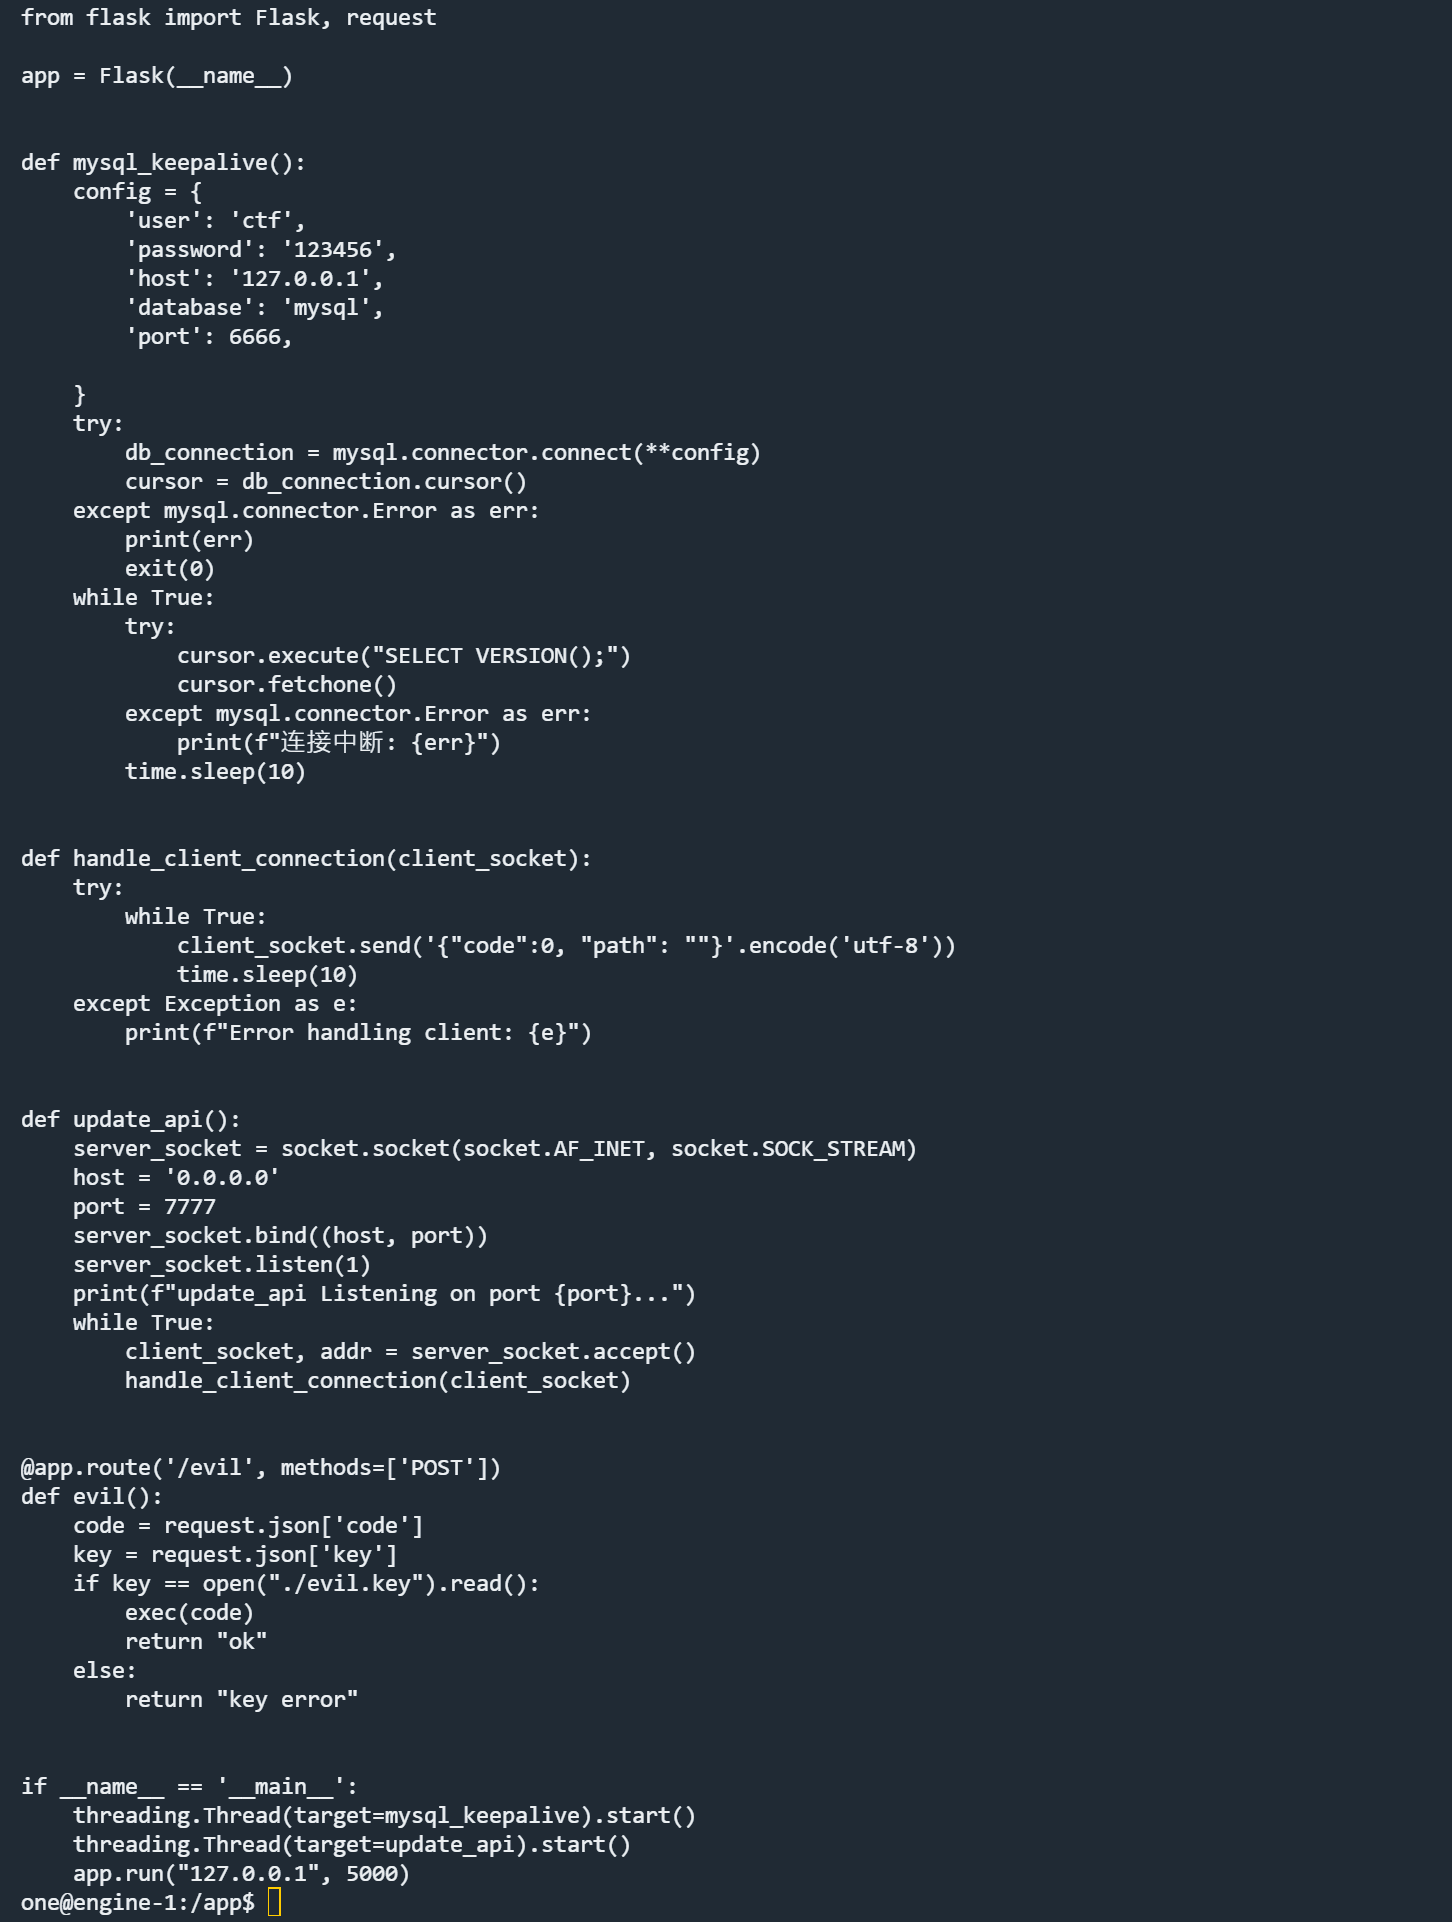 from flask import Flask, request
app = Flask(__name__)
def mysql_keepalive():
    config = {
        'user': 'ctf',
        'password': '123456',
        'host': '127.0.0.1',
        'database': 'mysql',
        'port': 6666,
    }
    try:
        db_connection = mysql.connector.connect(**config)
        cursor = db_connection.cursor()
    except mysql.connector.Error as err:
        print(err)
        exit(0)
    while True:
        try:
            cursor.execute("SELECT VERSION();")
            cursor.fetchone()
        except mysql.connector.Error as err:
            print(f"连接中断: {err}")
        time.sleep(10)
def handle_client_connection(client_socket):
    try:
        while True:
            client_socket.send('{"code":0, "path": ""}'.encode('utf-8'))
            time.sleep(10)
    except Exception as e:
        print(f"Error handling client: {e}")
def update_api():
    server_socket = socket.socket(socket.AF_INET, socket.SOCK_STREAM)
    host = '0.0.0.0'
    port = 7777
    server_socket.bind((host, port))
    server_socket.listen(1)
    print(f"update_api Listening on port {port}...")
    while True:
        client_socket, addr = server_socket.accept()
        handle_client_connection(client_socket)
@app.route('/evil', methods=['POST'])
def evil():
    code = request.json['code']
    key = request.json['key']
    if key == open("./evil.key").read():
        exec(code)
        return "ok"
    else:
        return "key error"
if __name__ == '__main__':
    threading.Thread(target=mysql_keepalive).start()
    threading.Thread(target=update_api).start()
    app.run("127.0.0.1", 5000)
one@engine-1:/app$